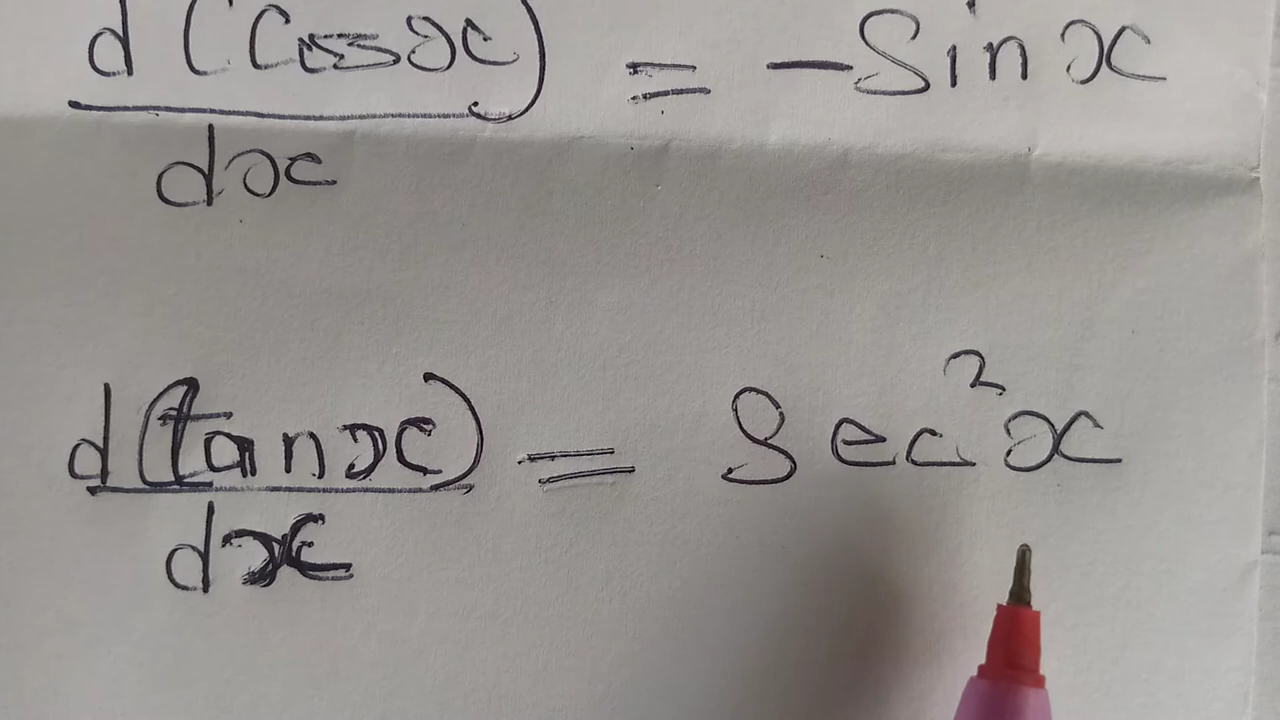 d(Cosx)/dx = -Sinx
d(tanx)/dx = Sec²x